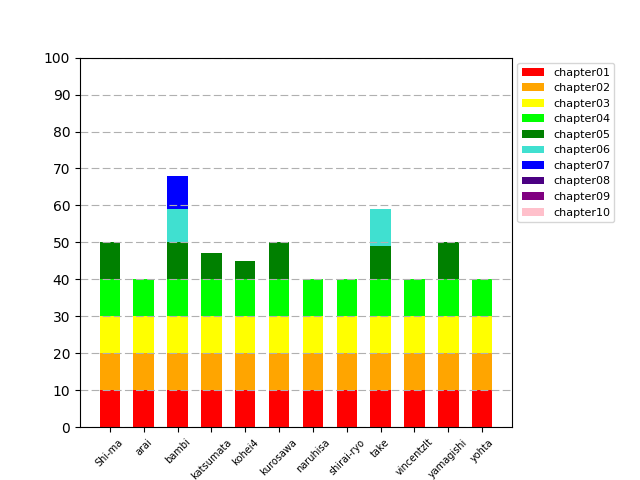 100
90
80
70
60
50
40
30
20
10
0
chapter01
chapter02
chapter03
chapter04
chapter05
chapter06
chapter07
chapter08
chapter09
chapter10
Shi-ma
arai
bambi
katsumata
kohei4
kurosawa
naruhisa
shirai-ryo
take
vincentzlt
yamagishi
yohta